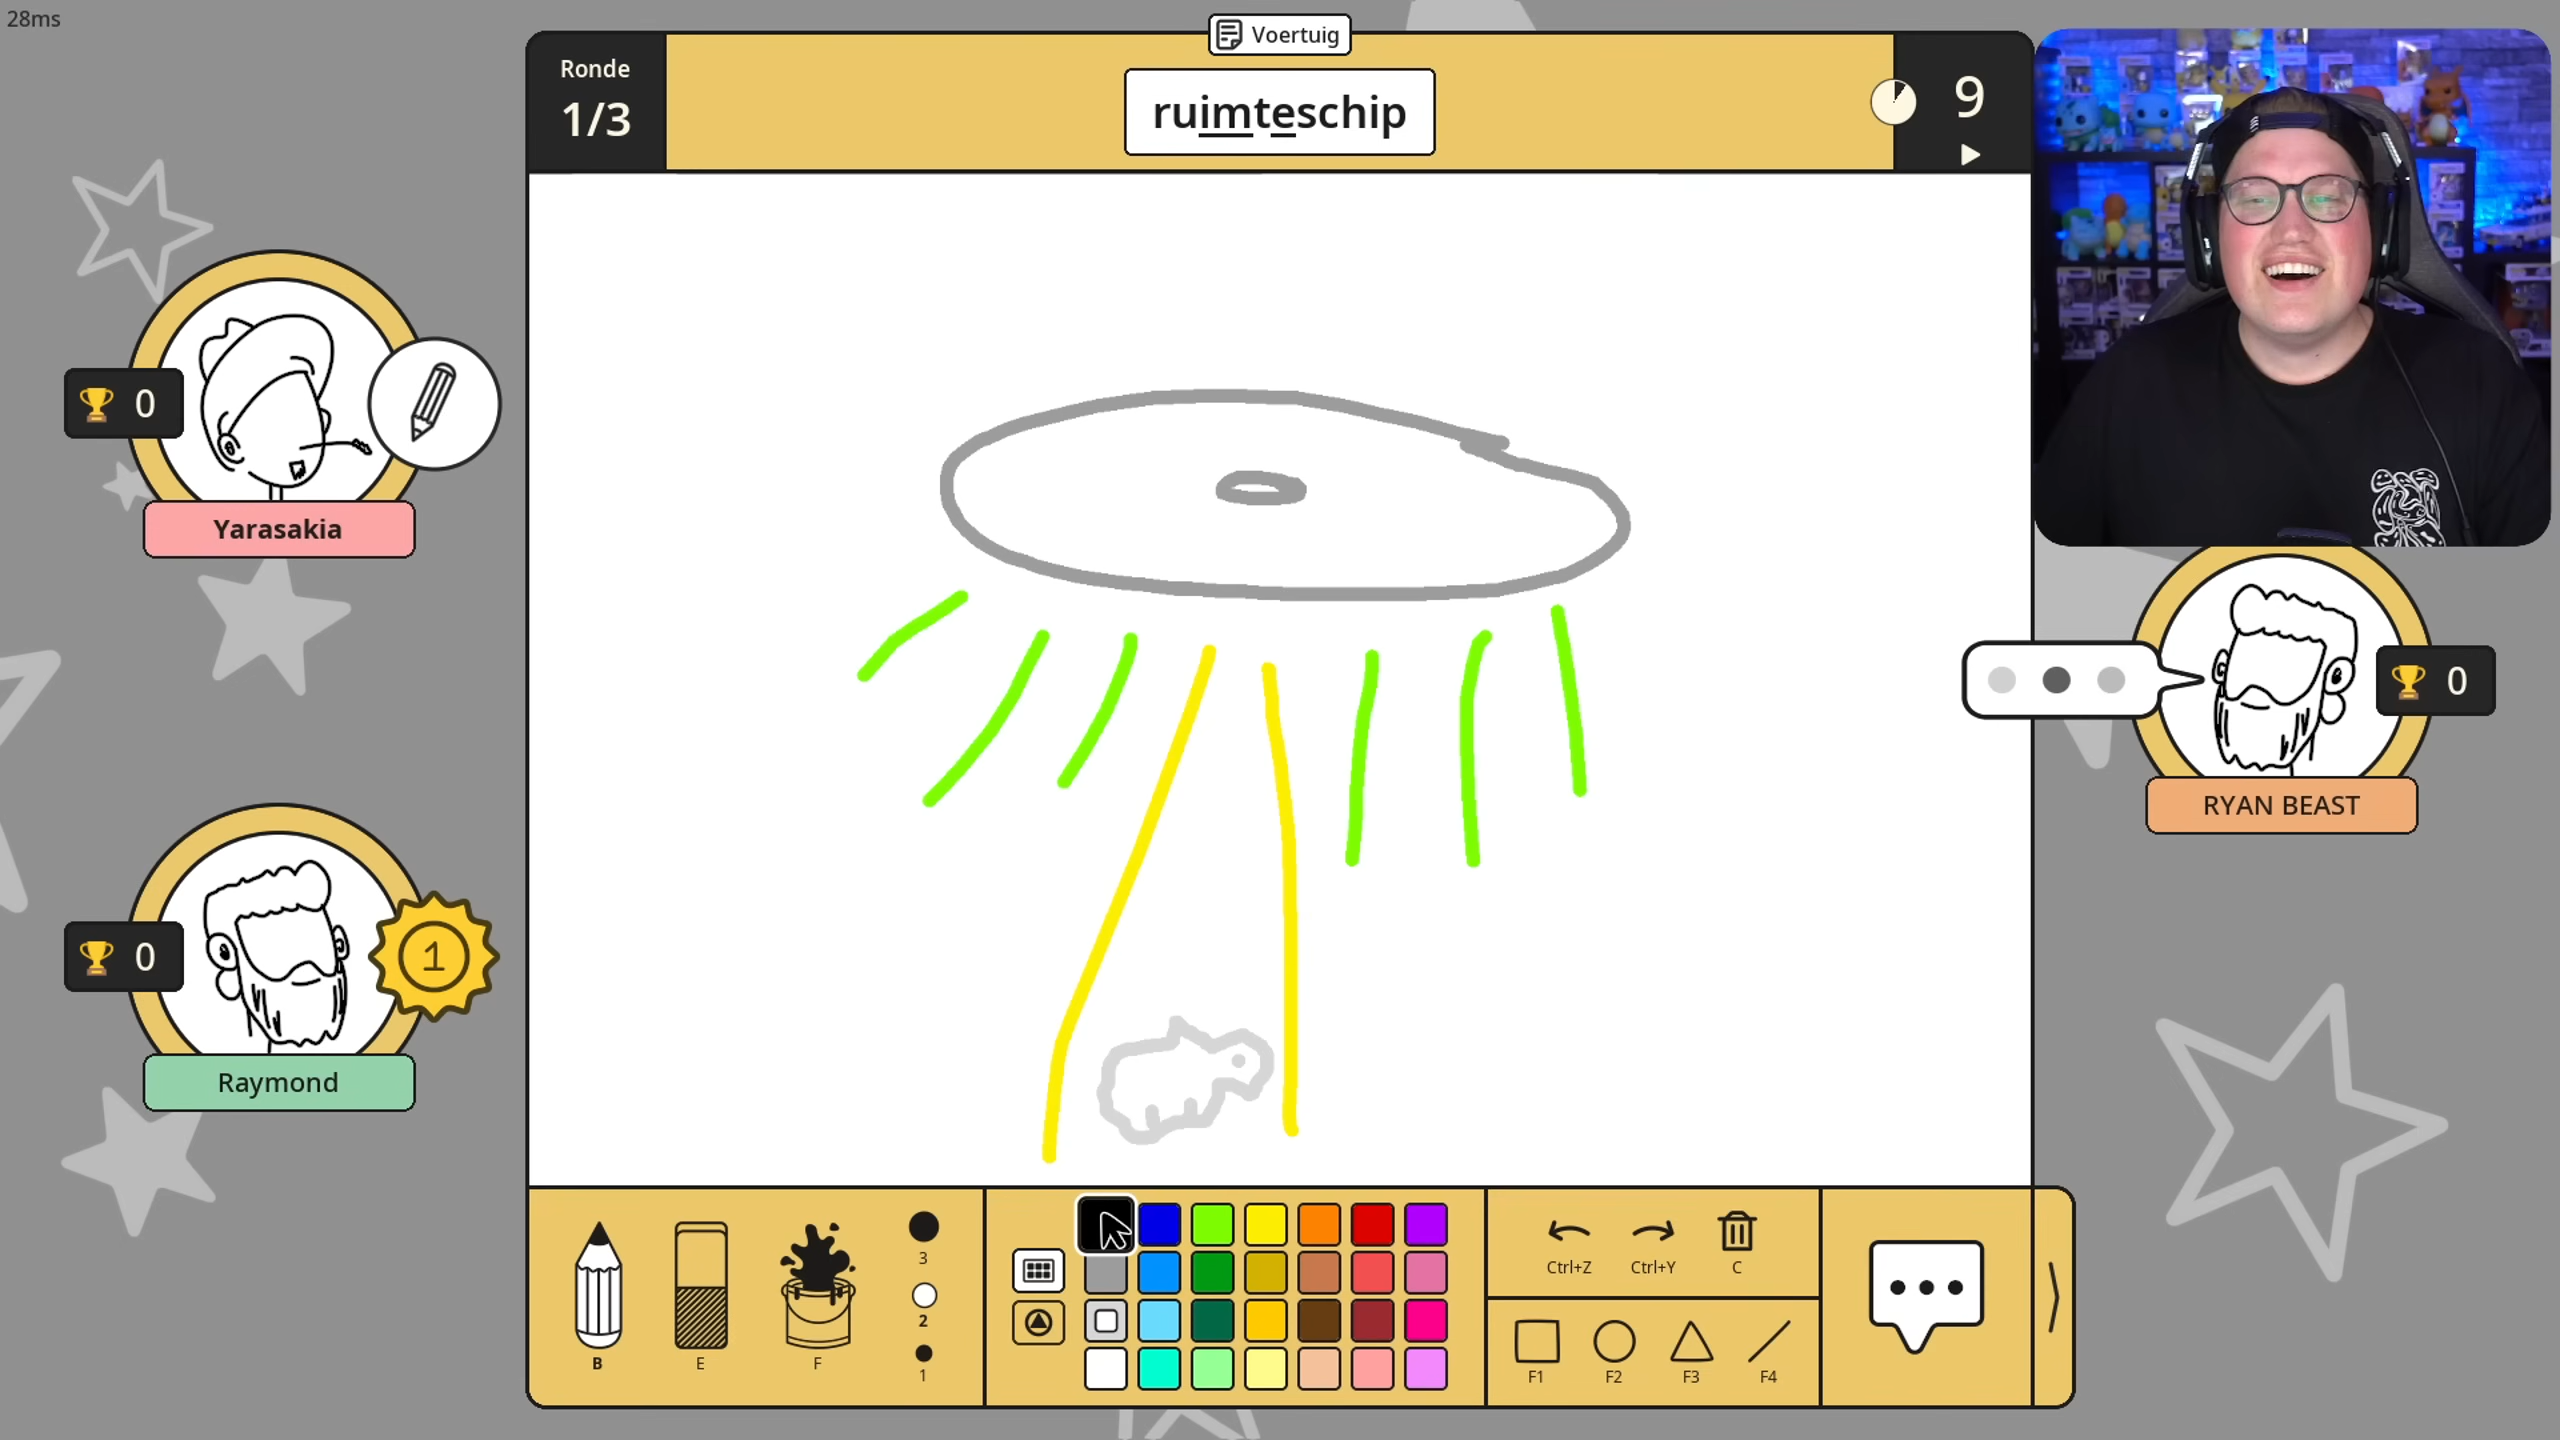 28ms
Voertuig
Ronde
1/3
ruimteschip
9
0
Yarasakia
0
RYAN BEAST
0
1
Raymond
3
2
1
B
E
F
Ctrl+Z
Ctrl+Y
C
F1
F2
F3
F4